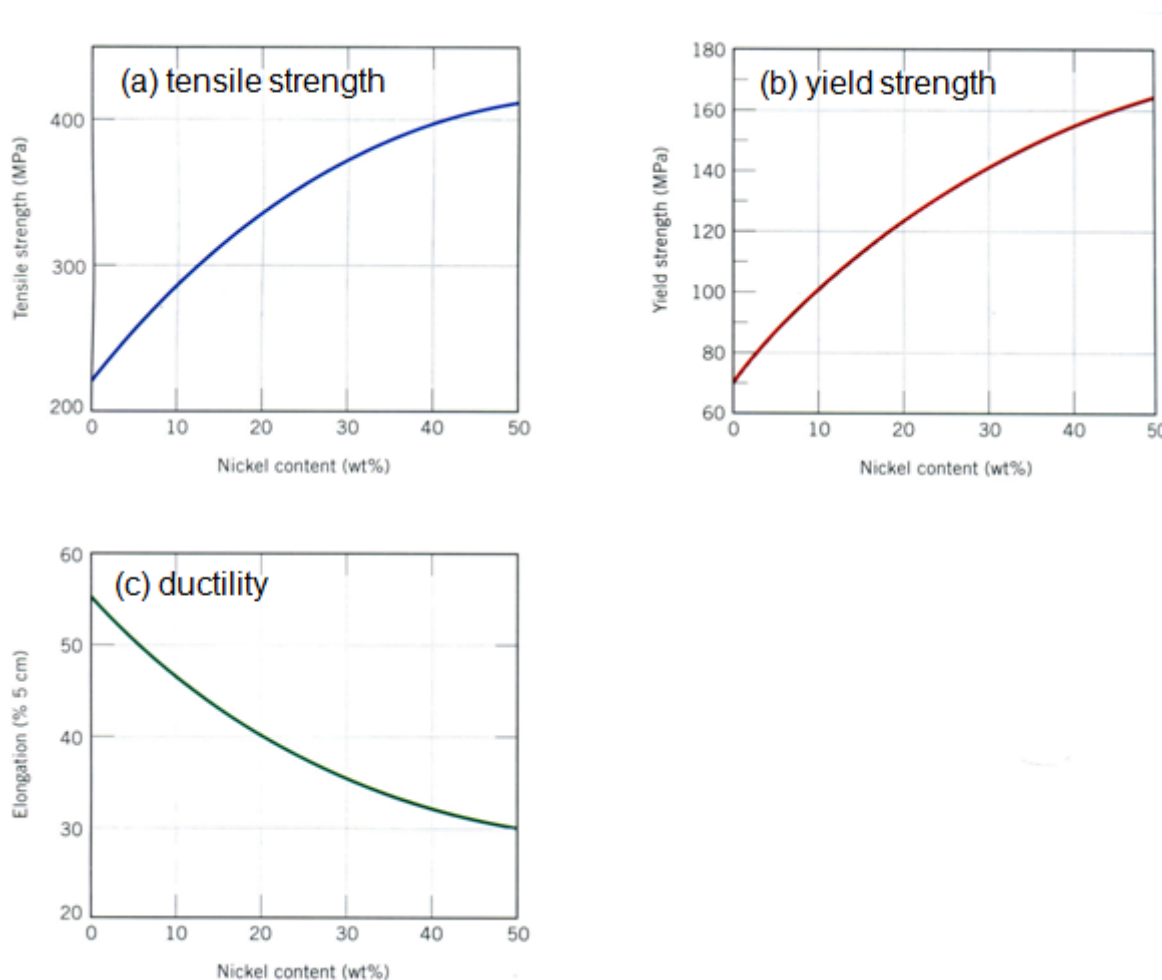 (a) tensile strength
Tensile strength (MPa)
400
300
200
0 10 20 30 40 50
Nickel content (wt%)
(b) yield strength
Yield strength (MPa)
180
160
140
120
100
80
60
0 10 20 30 40 50
Nickel content (wt%)
(c) ductility
Elongation (% 5 cm)
60
50
40
30
20
0 10 20 30 40 50
Nickel content (wt%)